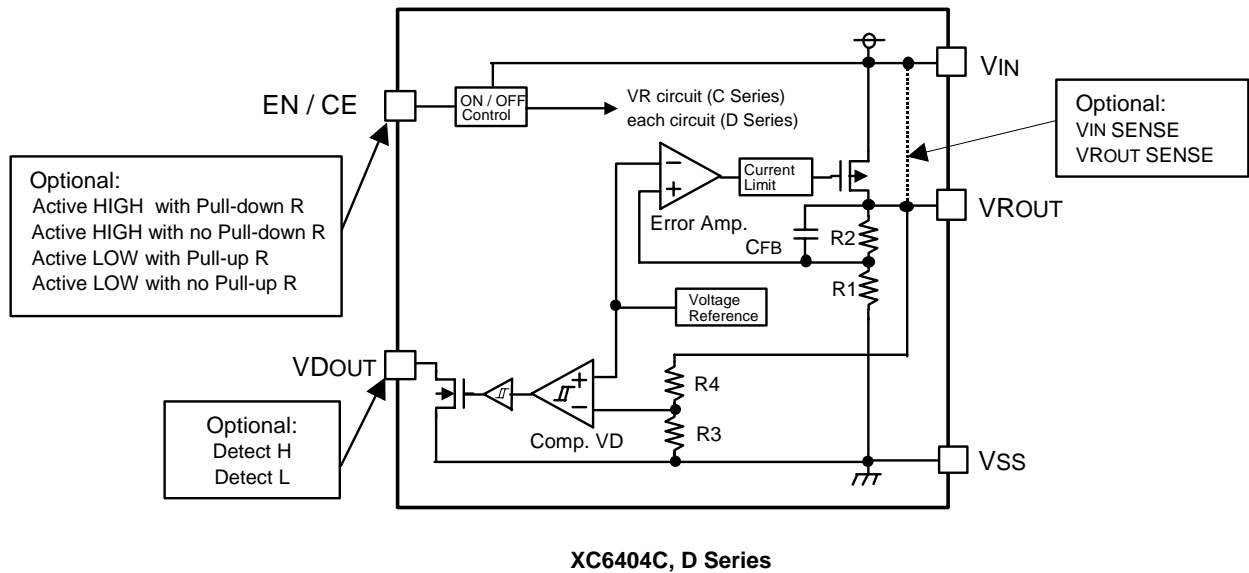 VIN
EN / CE
ON / OFF
Control
VR circuit (C Series)
each circuit (D Series)
Optional:
VIN SENSE
VROUT SENSE
Optional:
Active HIGH with Pull-down R
Active HIGH with no Pull-down R
Active LOW with Pull-up R
Active LOW with no Pull-up R
Current
Limit
Error Amp.
VROUT
CFB
R2
R1
Voltage
Reference
VDOUT
R4
R3
Comp. VD
Optional:
Detect H
Detect L
VSS
XC6404C, D Series